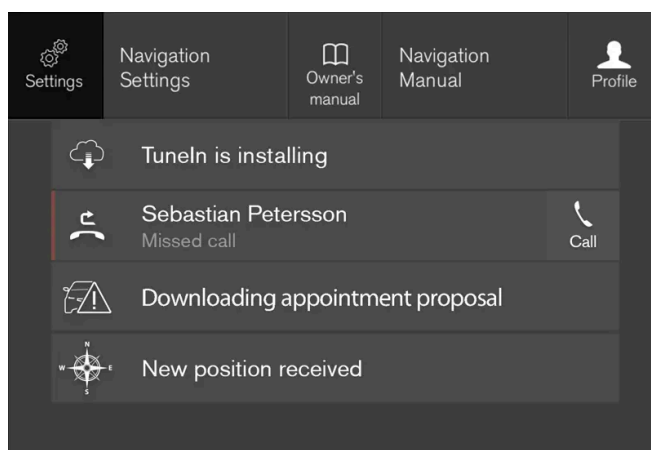 Settings
Navigation
Settings
Owner's
manual
Navigation
Manual
Profile
TuneIn is installing
Sebastian Petersson
Missed call
Call
Downloading appointment proposal
N
W
E
S
New position received